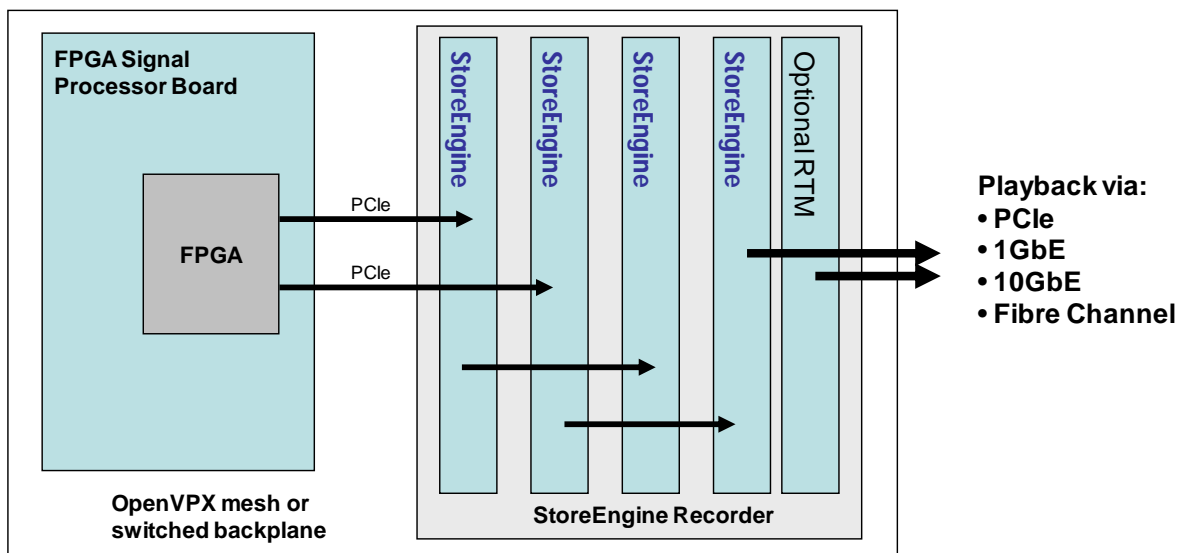 FPGA Signal
Processor Board
FPGA
PCIe
PCIe
StoreEngine
StoreEngine
StoreEngine
StoreEngine
Optional RTM
Playback via:
• PCIe
• 1GbE
• 10GbE
• Fibre Channel
OpenVPX mesh or
switched backplane
StoreEngine Recorder